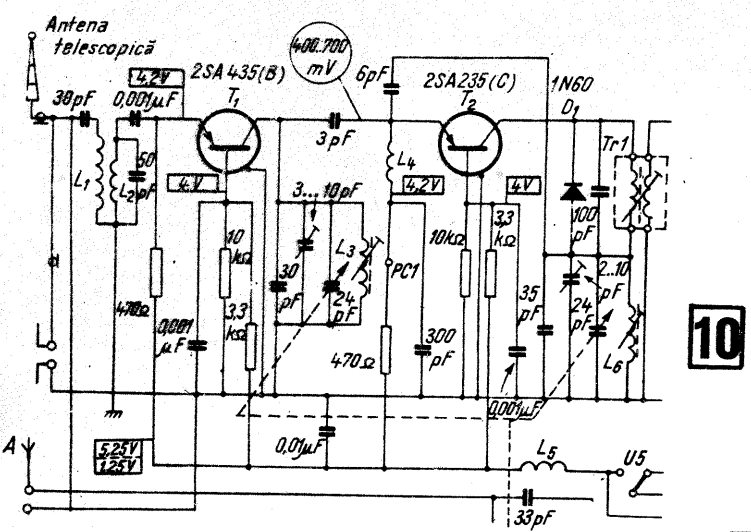 Antena
telescopică
30pF
0,001µF
4,2V
2SA435(B)
T1
400.700
mV
6pF
2SA235(C)
T2
1N60
D1
3pF
Tr1
L1
L2
50
pF
4V
3...10pF
L4
4,2V
4V
3,3
kΩ
10
kΩ
30
pF
L3
24
pF
PC1
10kΩ
100
pF
2..10
pF
24
pF
35
pF
L6
470Ω
0,001
µF
3,3
kΩ
470Ω
300
pF
0,001µF
10
A
5,25V
1,25V
0,01µF
L5
U5
33pF